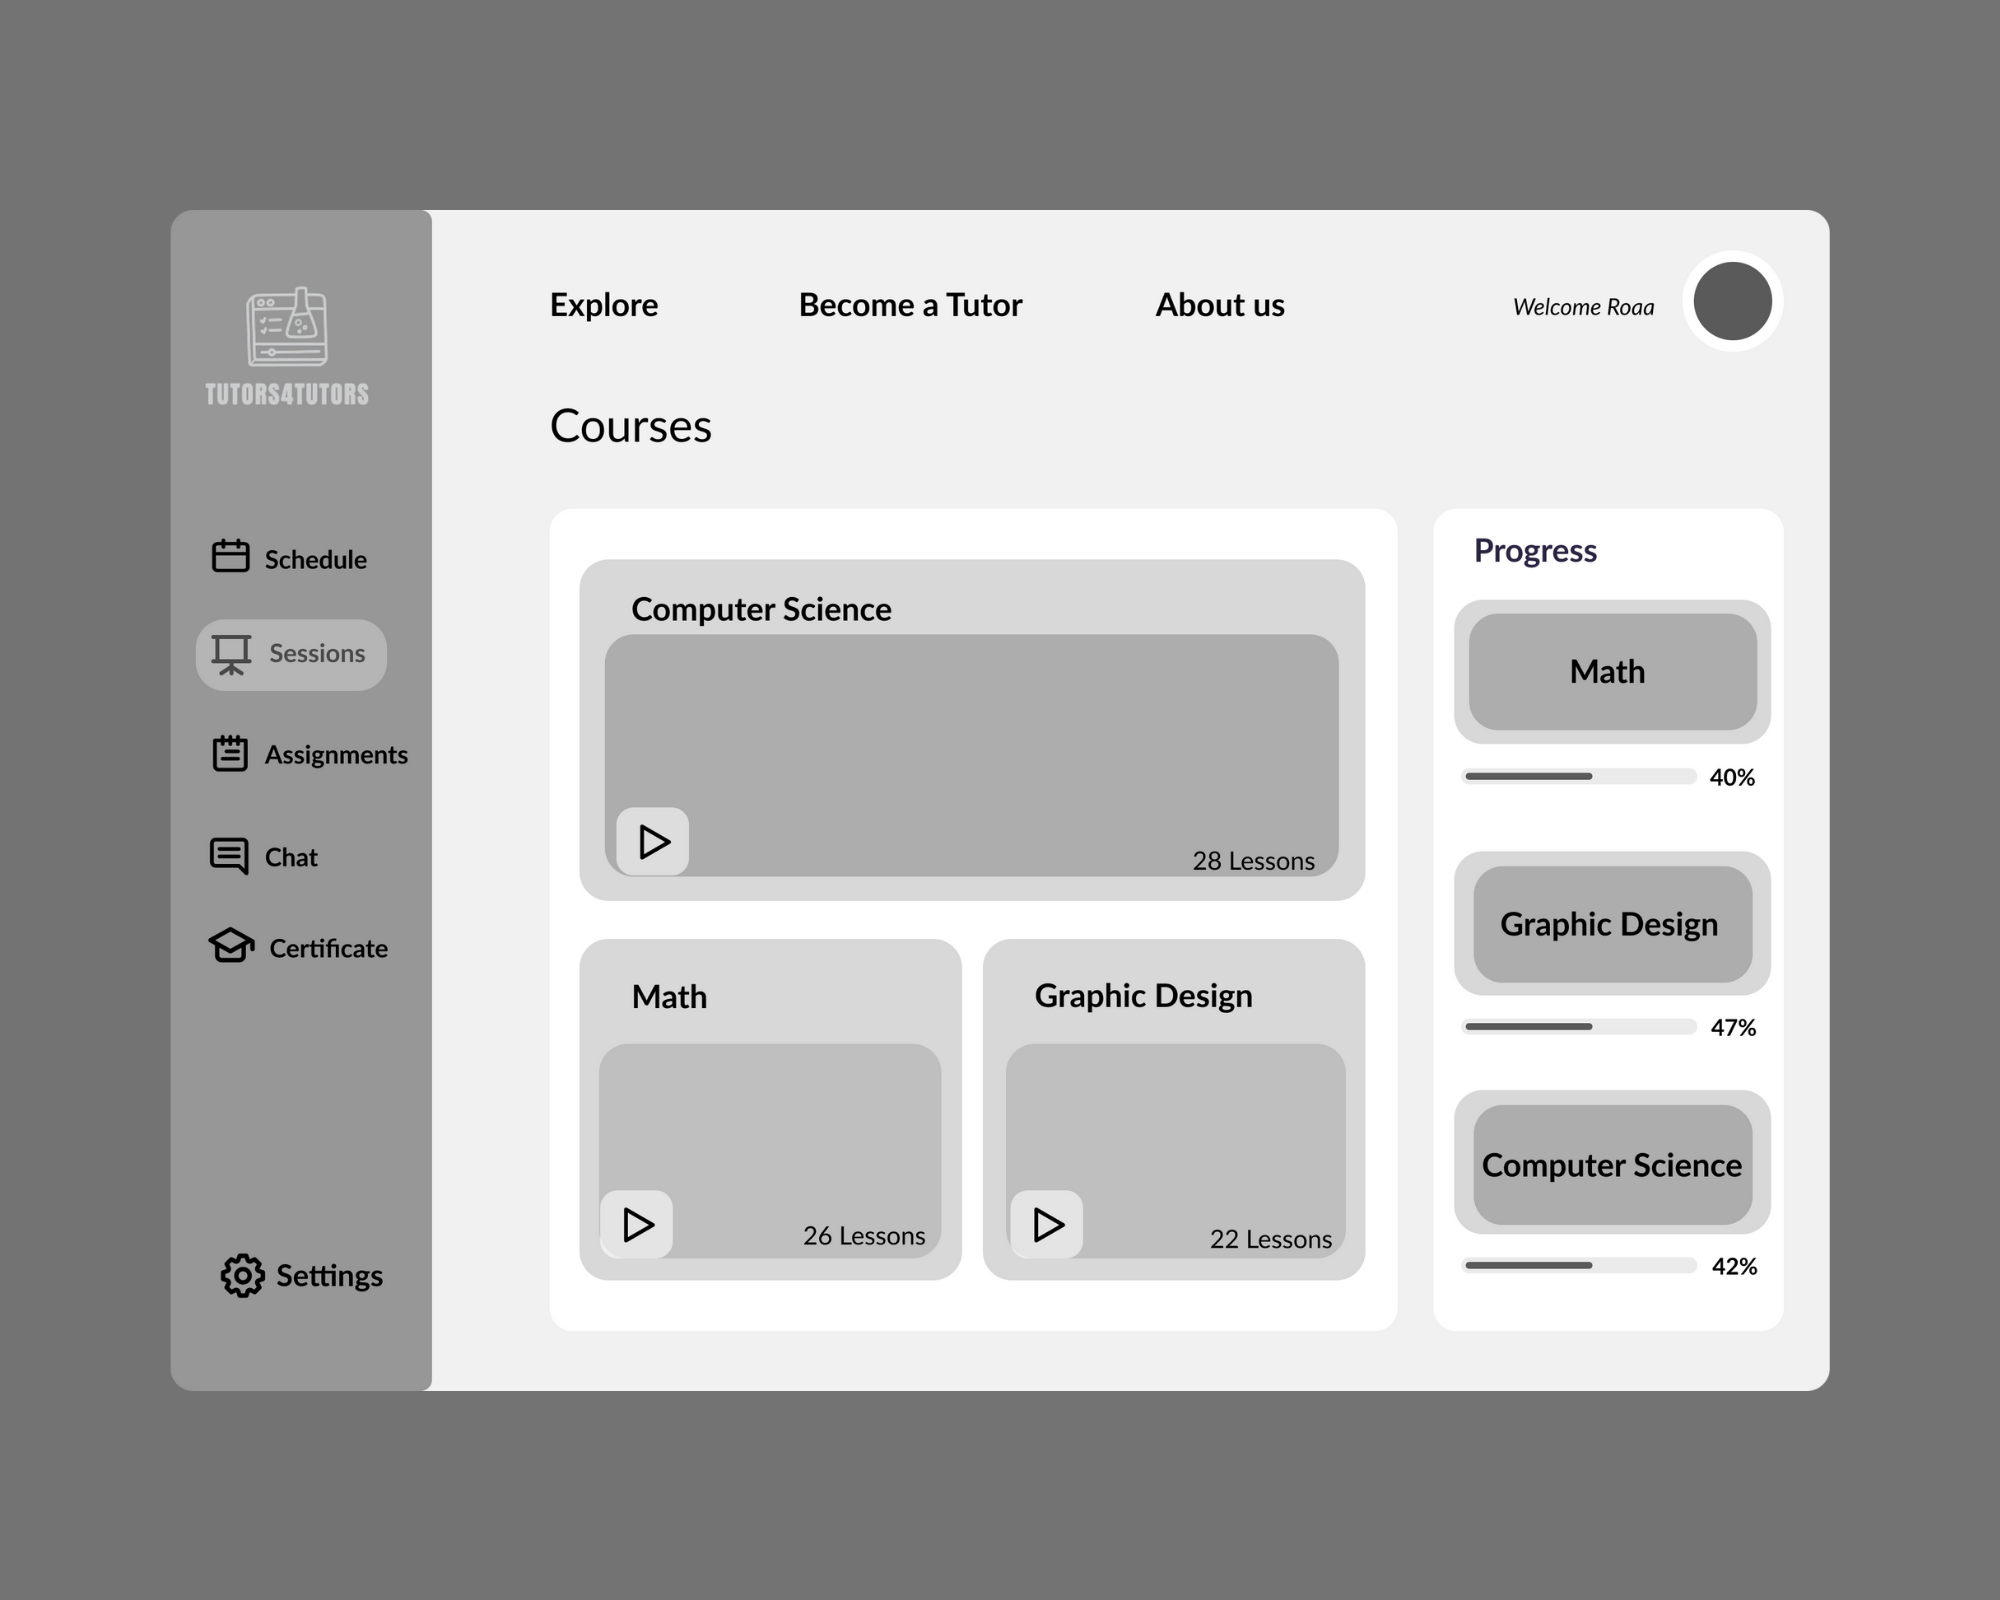 TUTORS4TUTORS
Schedule
Sessions
Assignments
Chat
Certificate
Settings
Explore
Become a Tutor
About us
Welcome Roaa
Courses
Computer Science
28 Lessons
Math
26 Lessons
Graphic Design
22 Lessons
Progress
Math
40%
Graphic Design
47%
Computer Science
42%